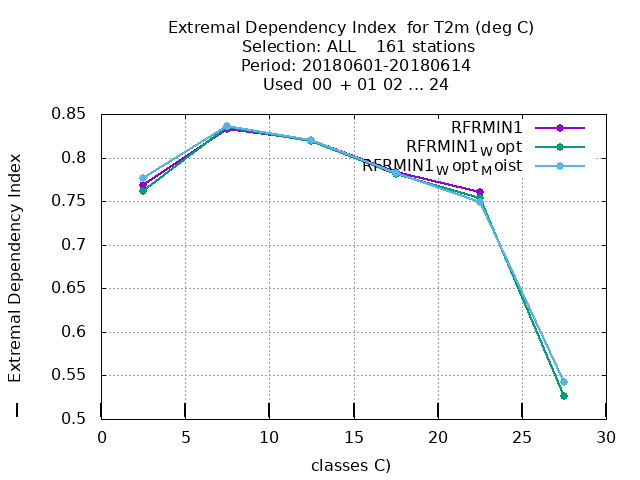 Extremal Dependency Index for T2m (deg C)
Selection: ALL 161 stations
Period: 20180601-20180614
Used 00 + 01 02 ... 24
RFRMIN1
RFRMIN1Wopt
RFRMIN1WoptMoist
Extremal Dependency Index
0.85
0.8
0.75
0.7
0.65
0.6
0.55
0.5
0 5 10 15 20 25 30
classes C)